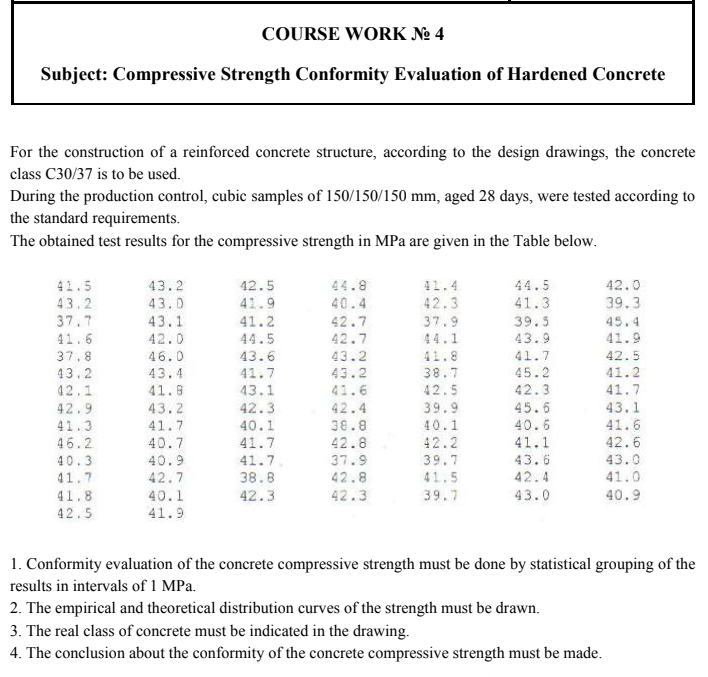 COURSE WORK № 4
Subject: Compressive Strength Conformity Evaluation of Hardened Concrete
For the construction of a reinforced concrete structure, according to the design drawings, the concrete
class C30/37 is to be used.
During the production control, cubic samples of 150/150/150 mm, aged 28 days, were tested according to
the standard requirements.
The obtained test results for the compressive strength in MPa are given in the Table below.
41.5 43.2 42.5 44.8 41.4 44.5 42.0
43.2 43.0 41.9 40.4 42.3 41.3 39.3
37.7 43.1 41.2 42.7 37.9 39.5 45.4
41.6 42.0 44.5 42.7 44.1 43.9 41.9
37.8 46.0 43.6 43.2 41.8 41.7 42.5
43.2 43.4 41.7 43.2 38.7 45.2 41.2
42.1 41.8 43.1 41.6 42.5 42.3 41.7
42.9 43.2 42.3 42.4 39.9 45.6 43.1
41.3 41.7 40.1 38.8 40.1 40.6 41.6
46.2 40.7 41.7 42.8 42.2 41.1 42.6
40.3 40.9 41.7 37.9 39.7 43.6 43.0
41.7 42.7 38.8 42.8 41.5 42.4 41.0
41.8 40.1 42.3 42.3 39.7 43.0 40.9
42.5 41.9
1. Conformity evaluation of the concrete compressive strength must be done by statistical grouping of the
results in intervals of 1 MPa.
2. The empirical and theoretical distribution curves of the strength must be drawn.
3. The real class of concrete must be indicated in the drawing.
4. The conclusion about the conformity of the concrete compressive strength must be made.